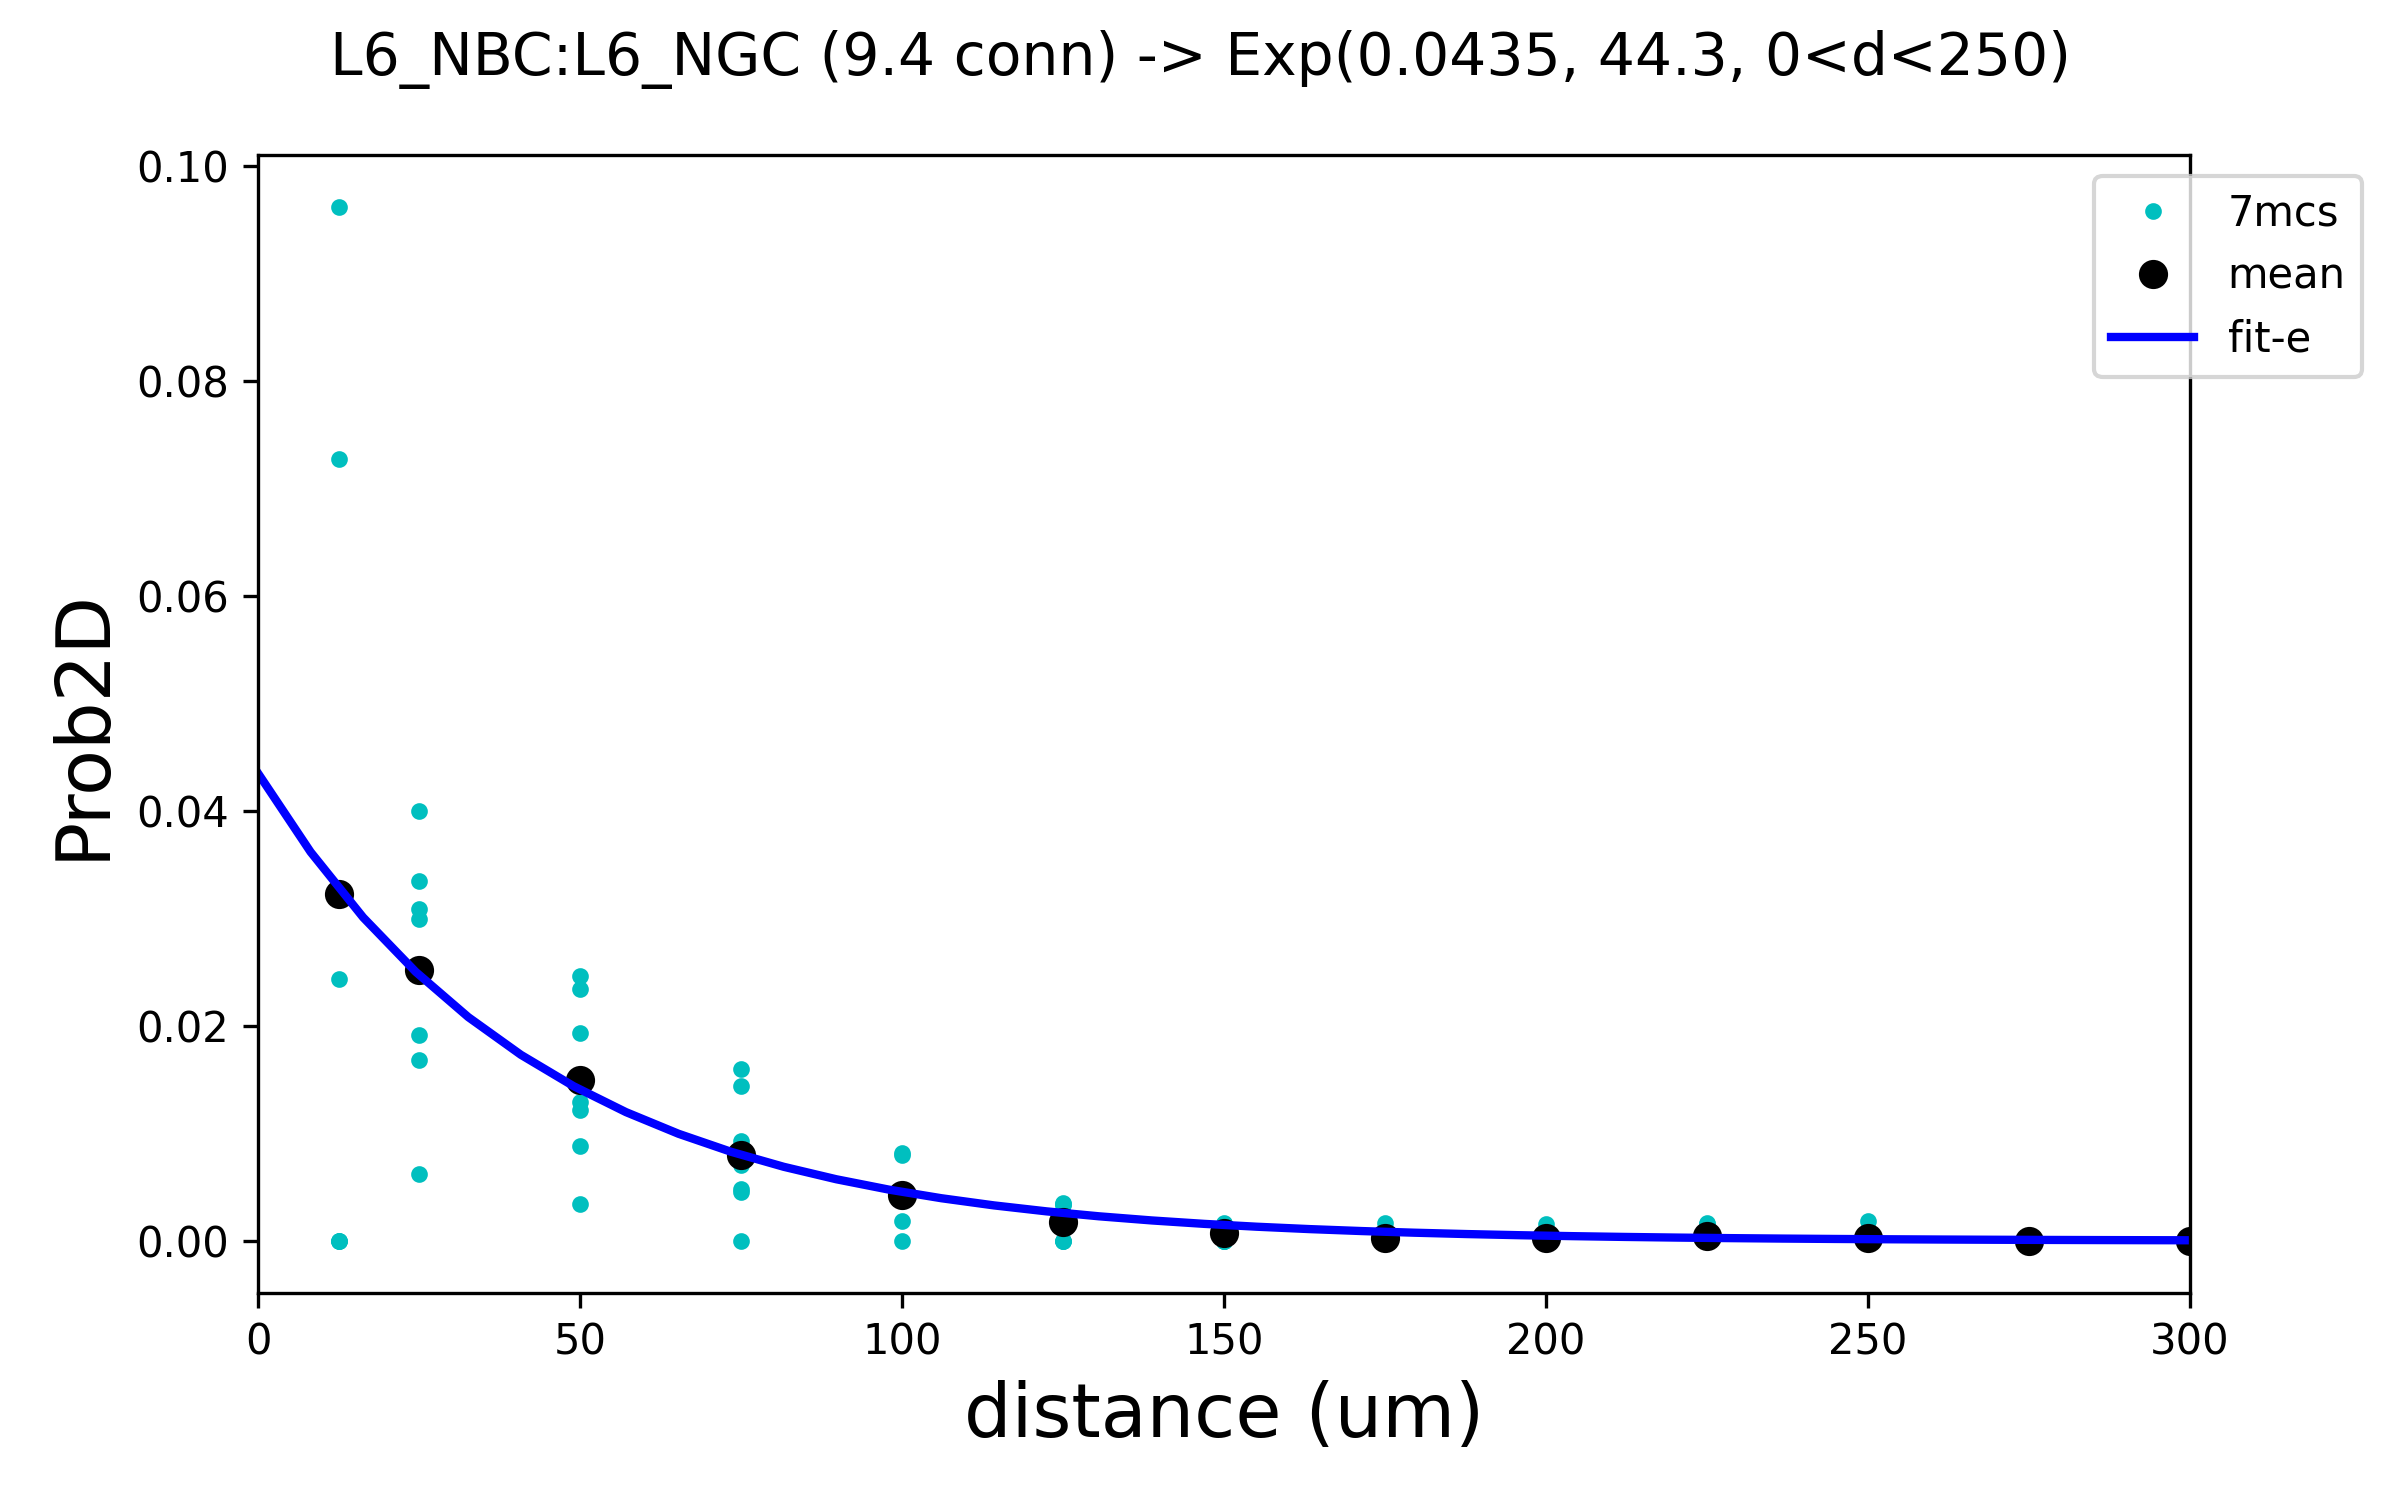 L6_NBC:L6_NGC (9.4 conn) -> Exp(0.0435, 44.3, 0<d<250)
0.10
0.08
0.06
0.04
0.02
0.00
Prob2D
7mcs
mean
fit-e
0 50 100 150 200 250 300
distance (um)